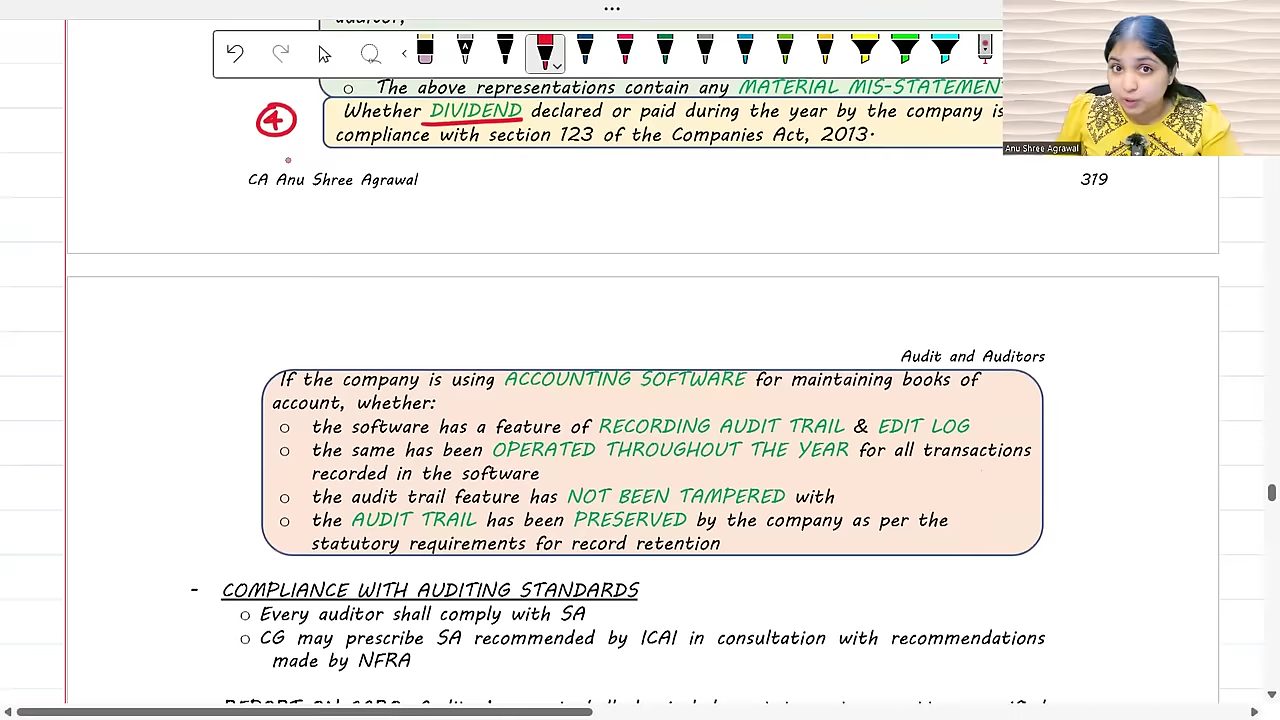 auditor,
The above representations contain any MATERIAL MIS-STATEMEN
4
Whether DIVIDEND declared or paid during the year by the company is
compliance with section 123 of the Companies Act, 2013.
Anu Shree Agrawal
CA Anu Shree Agrawal
319
Audit and Auditors
If the company is using ACCOUNTING SOFTWARE for maintaining books of
account, whether:
o the software has a feature of RECORDING AUDIT TRAIL & EDIT LOG
o the same has been OPERATED THROUGHOUT THE YEAR for all transactions
recorded in the software
o the audit trail feature has NOT BEEN TAMPERED with
o the AUDIT TRAIL has been PRESERVED by the company as per the
statutory requirements for record retention
- COMPLIANCE WITH AUDITING STANDARDS
o Every auditor shall comply with SA
o CG may prescribe SA recommended by ICAI in consultation with recommendations
made by NFRA